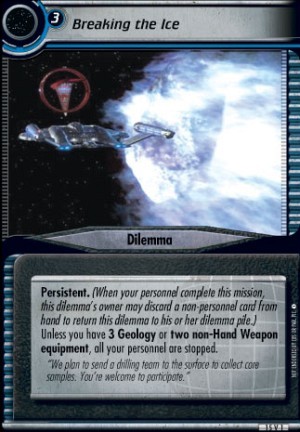 3 Breaking the Ice
Dilemma
Persistent. (When your personnel complete this mission,
this dilemma's owner may discard a non-personnel card from
hand to return this dilemma to his or her dilemma pile.)
Unless you have 3 Geology or two non-Hand Weapon
equipment, all your personnel are stopped.
"We plan to send a drilling team to the surface to collect core
samples. You're welcome to participate."